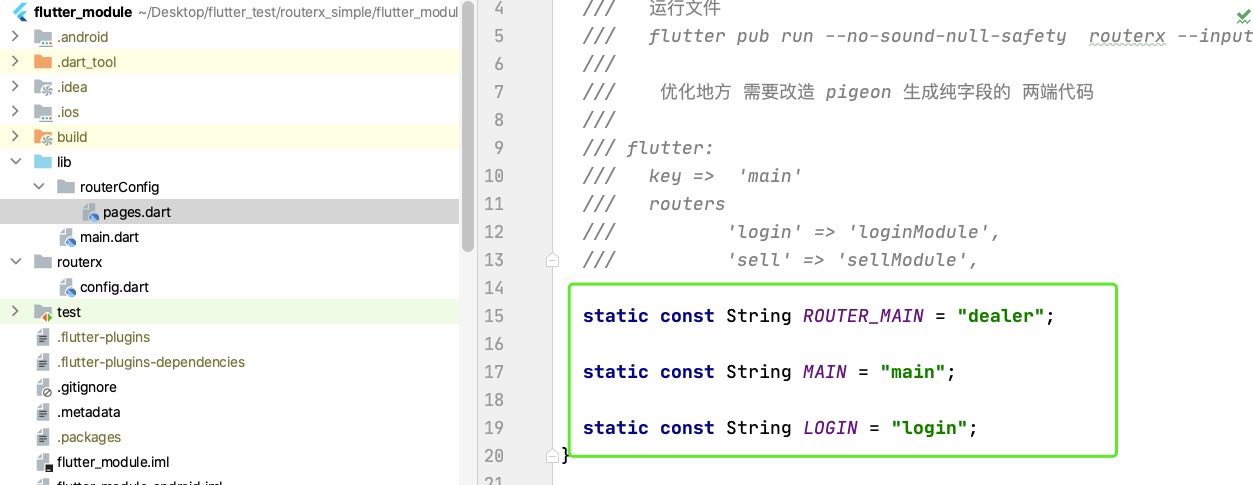 flutter_module ~/Desktop/flutter_test/routerx_simple/flutter_modul
.android
.dart_tool
.idea
.ios
build
lib
routerConfig
pages.dart
main.dart
routerx
config.dart
test
.flutter-plugins
.flutter-plugins-dependencies
.gitignore
.metadata
.packages
flutter_module.iml
4 /// 运行文件
5 /// flutter pub run --no-sound-null-safety routerx --input
6 ///
7 /// 优化地方 需要改造 pigeon 生成纯字段的 两端代码
8 ///
9 /// flutter:
10 /// key => 'main'
11 /// routers
12 /// 'login' => 'loginModule',
13 /// 'sell' => 'sellModule',
14
15 static const String ROUTER_MAIN = "dealer";
16
17 static const String MAIN = "main";
18
19 static const String LOGIN = "login";
20 }
21